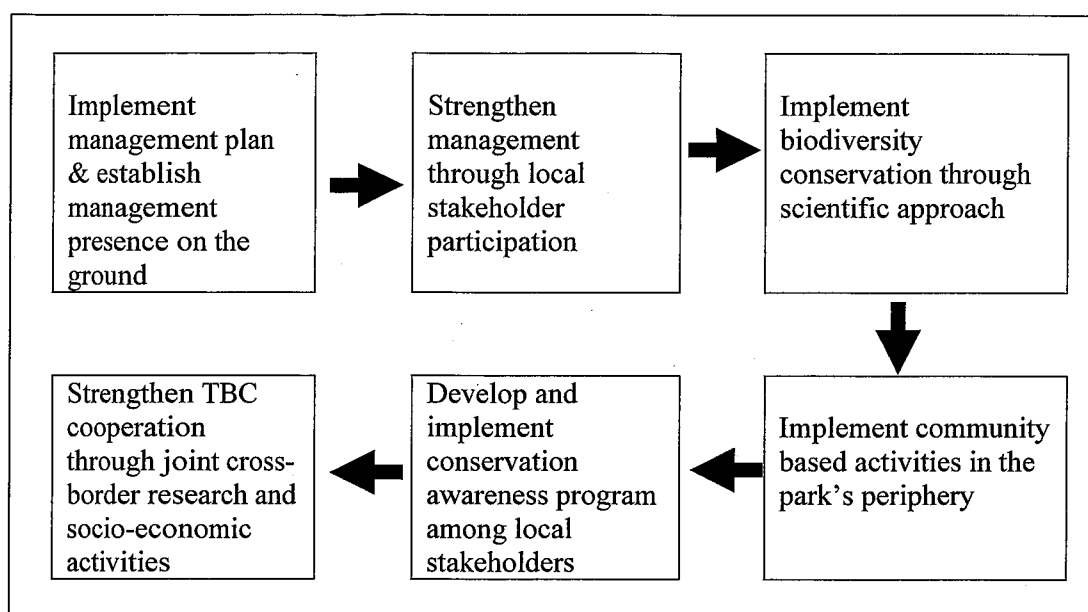 Implement
management plan
& establish
management
presence on the
ground
Strengthen
management
through local
stakeholder
participation
Implement
biodiversity
conservation through
scientific approach
Implement community
based activities in the
park's periphery
Develop and
implement
conservation
awareness program
among local
stakeholders
Strengthen TBC
cooperation
through joint cross-
border research and
socio-economic
activities